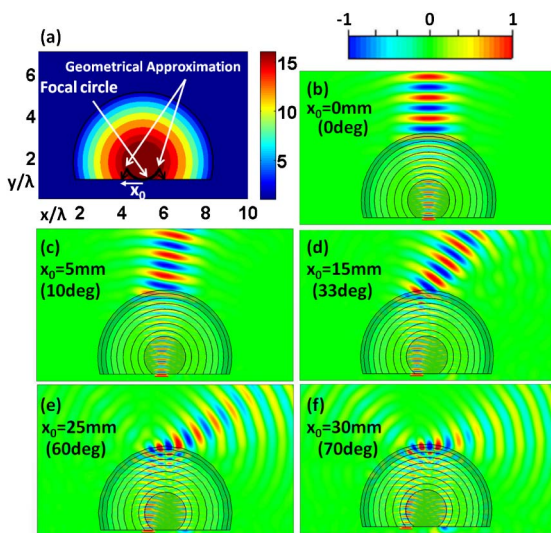 -1 0 1
(a)
6
4
2
y/λ
Geometrical Approximation
Focal circle
x₀
x/λ 2 4 6 8 10
15
10
5
(b)
x₀=0mm
(0deg)
(c)
x₀=5mm
(10deg)
(d)
x₀=15mm
(33deg)
(e)
x₀=25mm
(60deg)
(f)
x₀=30mm
(70deg)